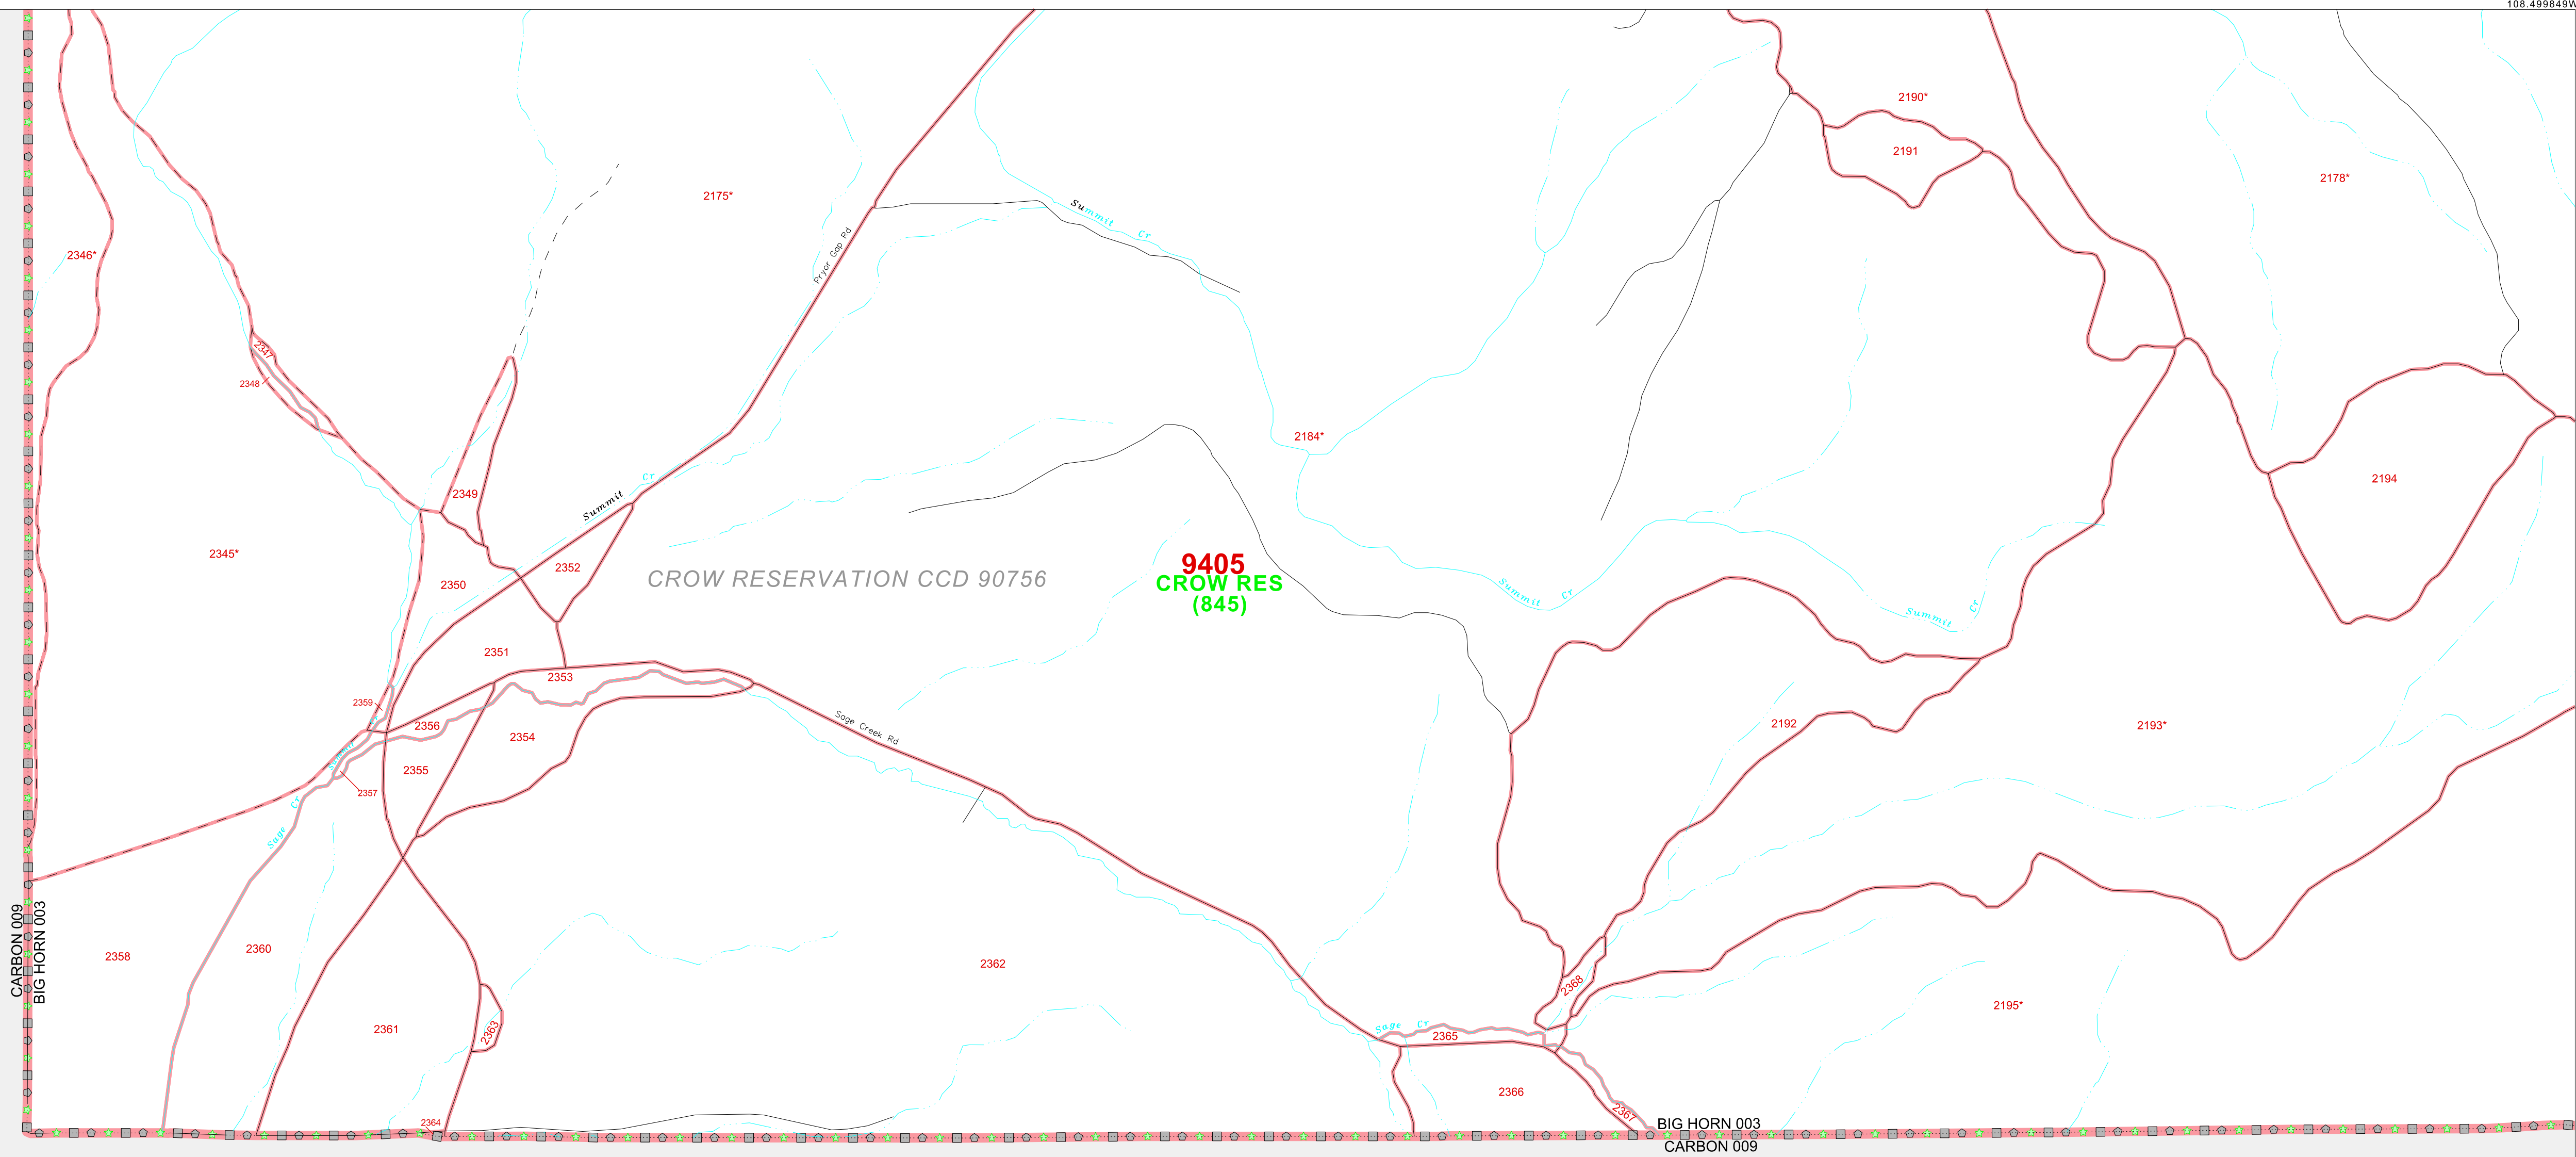 108.499849W
2190*
2191
2178*
2175*
Summit Cr
Pryor Gap Rd
2346*
2347
2348
2184*
2194
2349
Summit Cr
2345*
2352
2350
CROW RESERVATION CCD 90756
9405
CROW RES
(845)
Summit Cr
Summit Cr
2351
2353
2359
2356
2354
Sage Creek Rd
2192
2193*
2355
2357
Sage Cr
CARBON 009
BIG HORN 003
2358
2360
2362
2368
2195*
2361
2363
Sage Cr
2365
2366
2367
2364
BIG HORN 003
CARBON 009